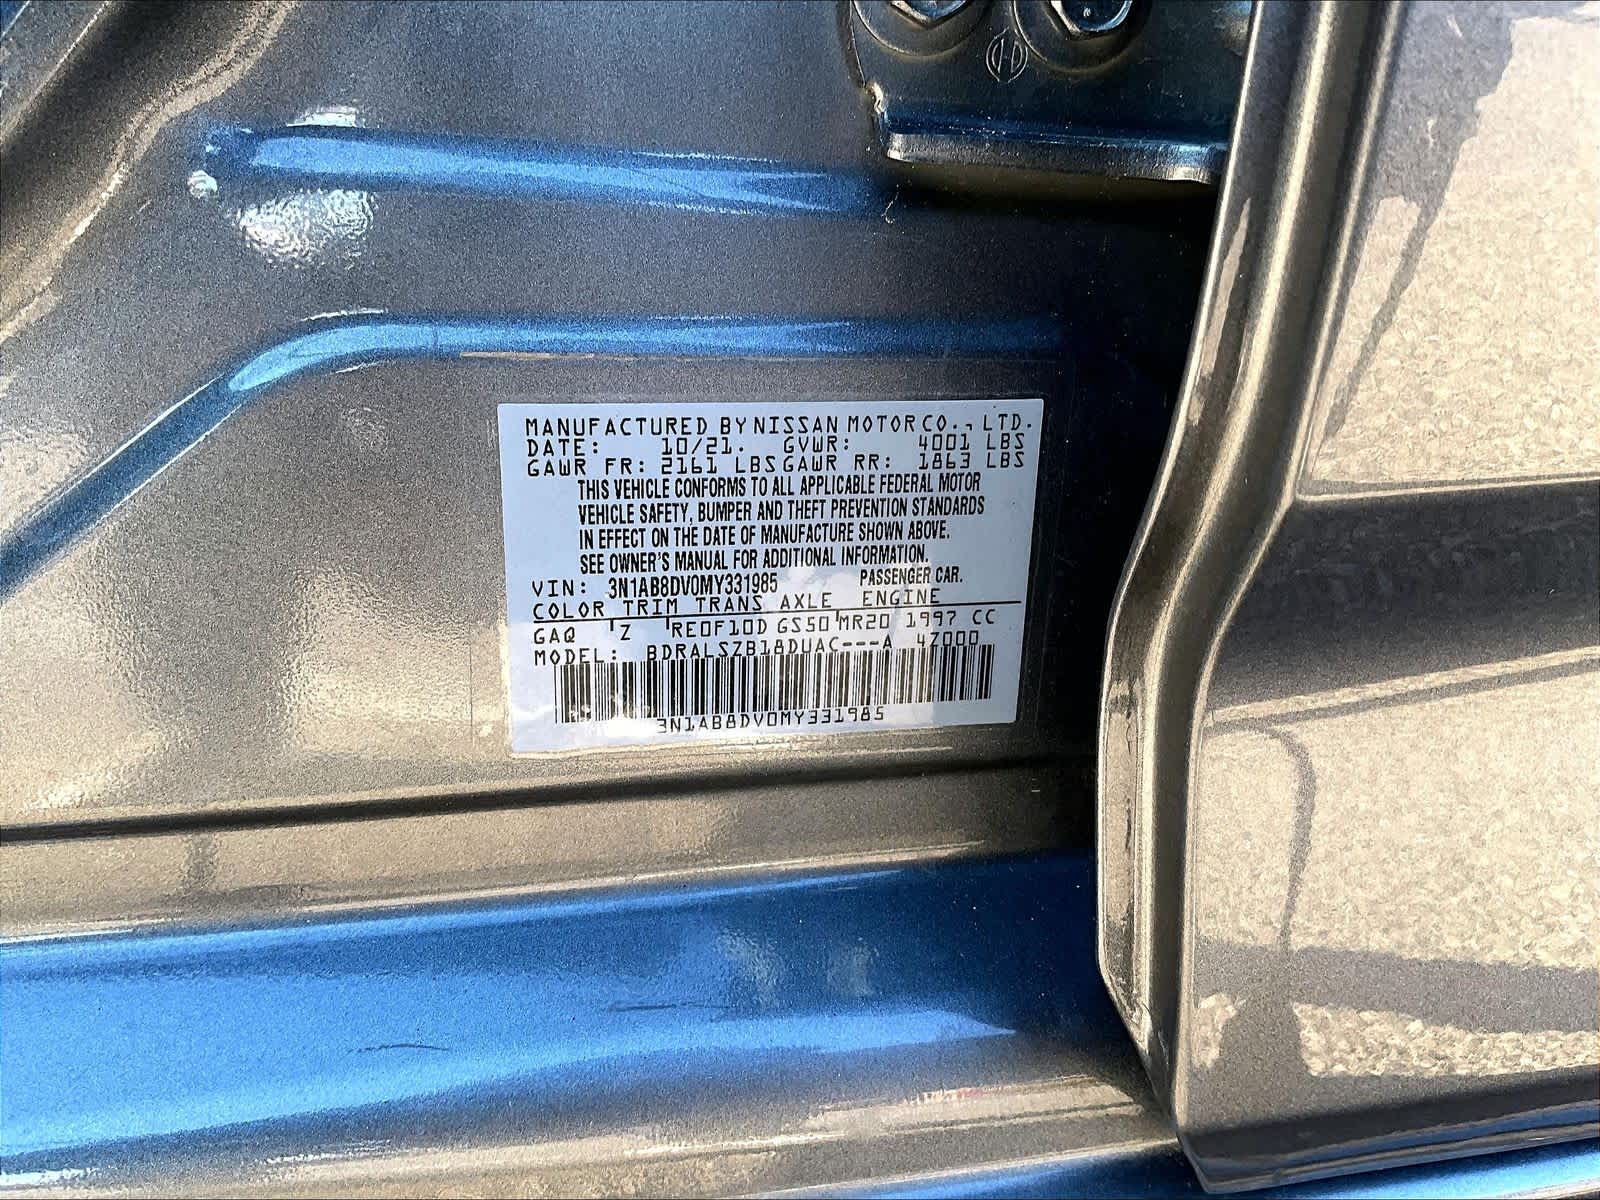 MANUFACTURED BY NISSAN MOTOR CO., LTD.
DATE: 10/21. GVWR: 4001 LBS
GAWR FR: 2161 LBS GAWR RR: 1863 LBS
THIS VEHICLE CONFORMS TO ALL APPLICABLE FEDERAL MOTOR
VEHICLE SAFETY, BUMPER AND THEFT PREVENTION STANDARDS
IN EFFECT ON THE DATE OF MANUFACTURE SHOWN ABOVE.
SEE OWNER'S MANUAL FOR ADDITIONAL INFORMATION.
VIN: 3N1AB8DV0MY331985 PASSENGER CAR.
COLOR TRIM TRANS AXLE ENGINE
GAQ Z RE0F10D GS50 MR20 1997 CC
MODEL: BDRALSZB18DUAC---A 4Z000
3N1AB8DV0MY331985